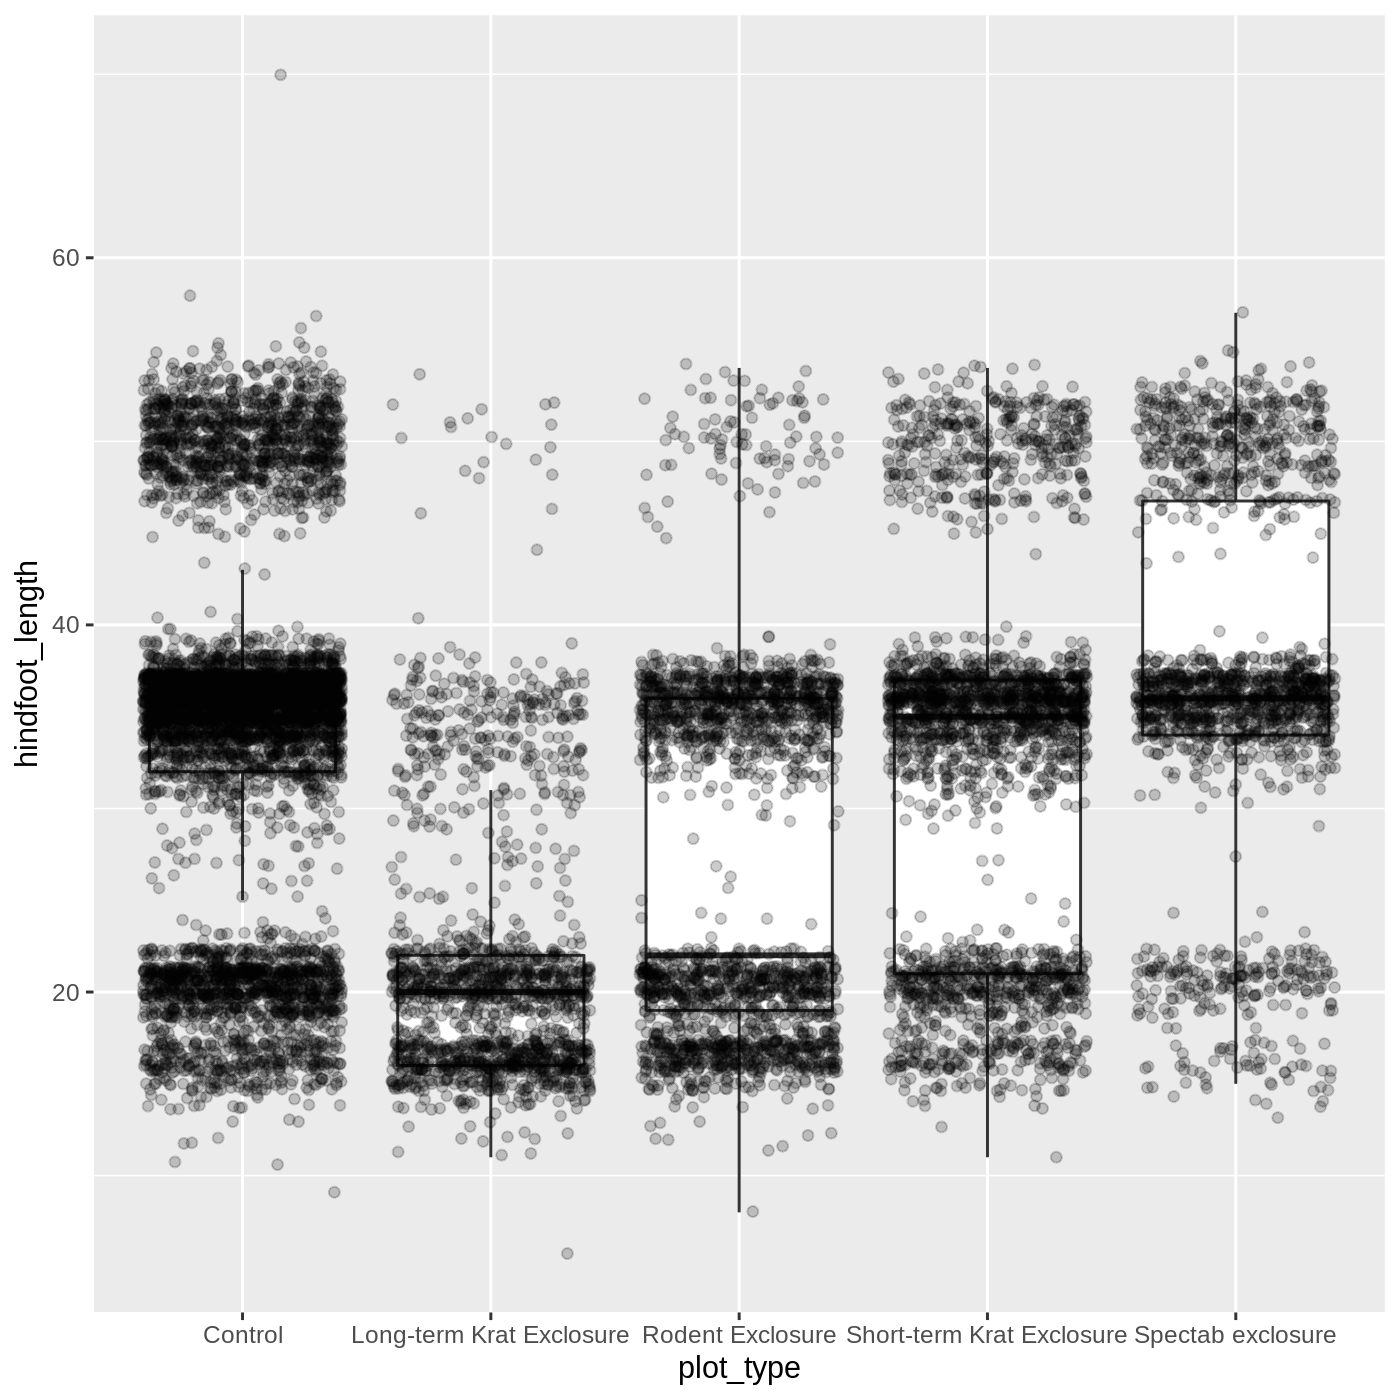 hindfoot_length
60
40
20
Control
Long-term Krat Exclosure
Rodent Exclosure
Short-term Krat Exclosure
Spectab exclosure
plot_type